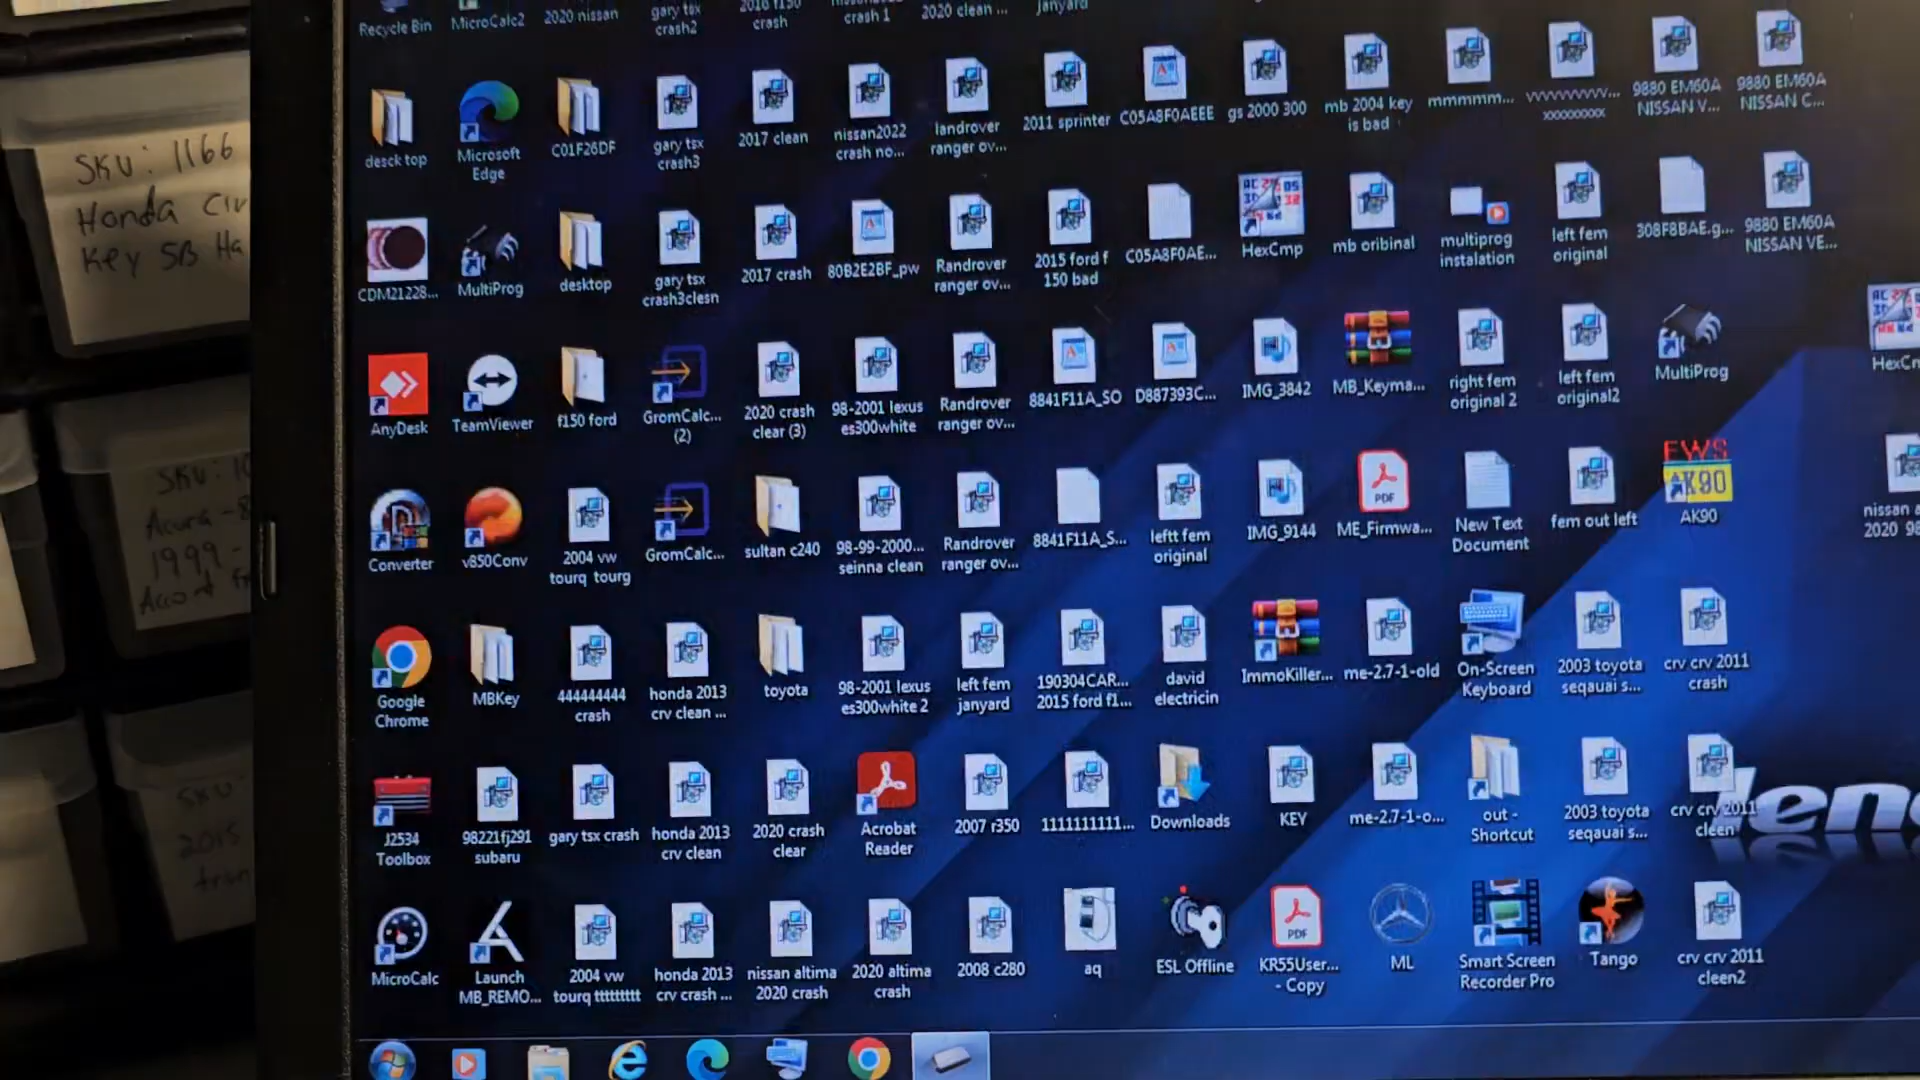 Recycle Bin
MicroCalc2
2020 nissan
gary tsx
crash2
crash
crash 1
2020 clean ...
janyard
desck top
Microsoft
Edge
C01F26DF
gary tsx
crash3
2017 clean
nissan2022
crash no...
landrover
ranger ov...
2011 sprinter
C05A8F0AEEE
gs 2000 300
mb 2004 key
is bad
mmmmm...
xxxxxxxxx
9880 EM60A
NISSAN V...
9880 EM60A
NISSAN C...
CDM21228...
MultiProg
desktop
gary tsx
crash3clesn
2017 crash
80B2E2BF_pw
Randrover
ranger ov...
2015 ford f
150 bad
C05A8F0AE...
HexCmp
mb oribinal
multiprog
instalation
left fem
original
308F8BAE.g...
9880 EM60A
NISSAN VE...
AnyDesk
TeamViewer
f150 ford
GromCalc...
(2)
2020 crash
clear (3)
98-2001 lexus
es300white
Randrover
ranger ov...
8841F11A_SO
D887393C...
IMG_3842
MB_Keyma...
right fem
original 2
left fem
original2
MultiProg
Converter
v850Conv
2004 vw
tourq tourg
GromCalc...
sultan c240
98-99-2000...
seinna clean
Randrover
ranger ov...
8841F11A_S...
leftt fem
original
IMG_9144
PDF
ME_Firmwa...
New Text
Document
fem out left
EWS
AK90
AK90
nissan
2020
Google
Chrome
MBKey
444444444
crash
honda 2013
crv clean ...
toyota
98-2001 lexus
es300white 2
left fem
janyard
190304CAR...
2015 ford f1...
david
electricin
ImmoKiller...
me-2.7-1-old
On-Screen
Keyboard
2003 toyota
seqauai s...
crv crv 2011
crash
J2534
Toolbox
98221fj291
subaru
gary tsx crash
honda 2013
crv clean
2020 crash
clear
Acrobat
Reader
2007 r350
1111111111...
Downloads
KEY
me-2.7-1-o...
out -
Shortcut
2003 toyota
seqauai s...
crv crv 2011
cleen
MicroCalc
Launch
MB_REMO...
2004 vw
tourq ttttttttt
honda 2013
crv crash ...
nissan altima
2020 crash
2020 altima
crash
2008 c280
aq
ESL Offline
PDF
KR55User...
- Copy
ML
Smart Screen
Recorder Pro
Tango
crv crv 2011
cleen2
SKU: 1166
Honda Civ
Key SB Ha
SKU:
Acura
1999 -
Accord
SKU
2015